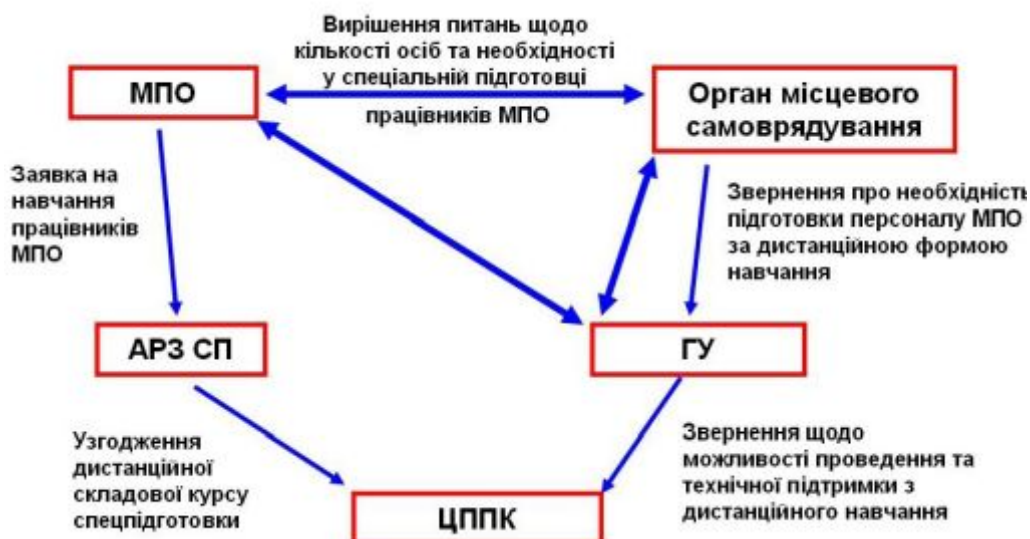 Вирішення питань щодо
кількості осіб та необхідності
у спеціальній підготовці
працівників МПО
МПО
Орган місцевого
самоврядування
Заявка на
навчання
працівників
МПО
Звернення про необхідність
підготовки персоналу МПО
за дистанційною формою
навчання
АРЗ СП
ГУ
Узгодження
дистанційної
складової курсу
спецпідготовки
Звернення щодо
можливості проведення та
технічної підтримки з
дистанційного навчання
ЦППК